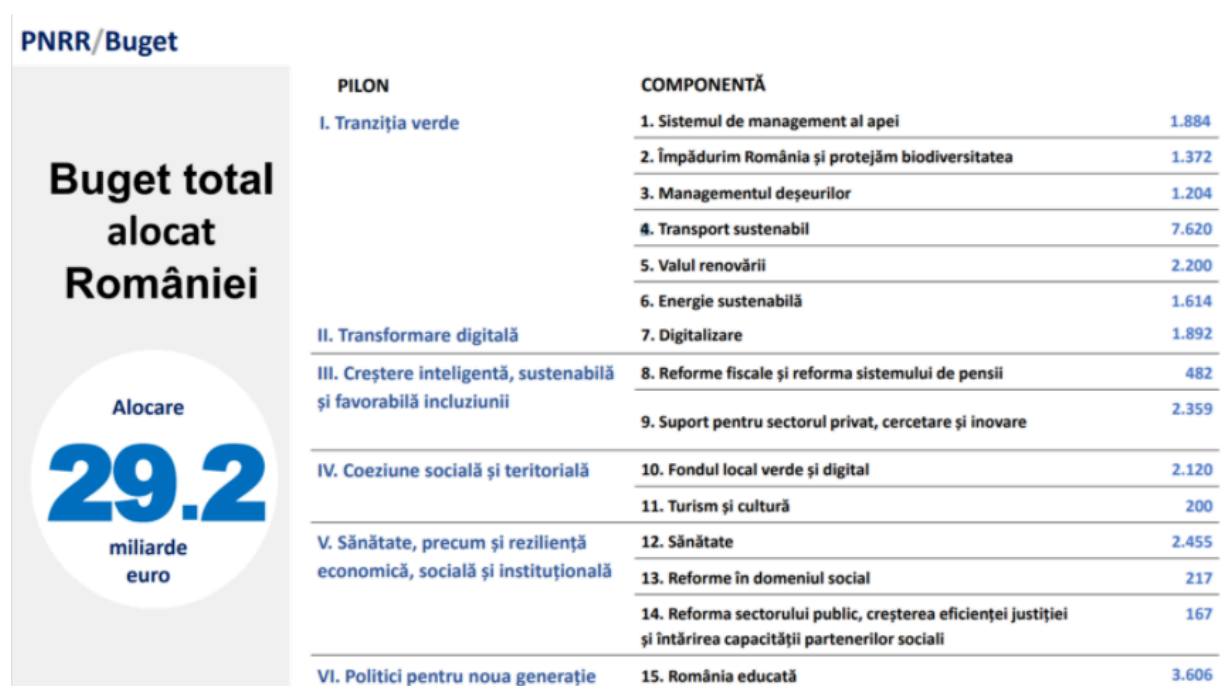 PNRR/Buget
Buget total
alocat
României
Alocare
29.2
miliarde
euro
PILON COMPONENTĂ
I. Tranziția verde 1. Sistemul de management al apei 1.884
2. Împădurim România și protejăm biodiversitatea 1.372
3. Managementul deșeurilor 1.204
4. Transport sustenabil 7.620
5. Valul renovării 2.200
6. Energie sustenabilă 1.614
II. Transformare digitală 7. Digitalizare 1.892
III. Creștere inteligentă, sustenabilă 8. Reforme fiscale și reforma sistemului de pensii 482
și favorabilă incluziunii
9. Suport pentru sectorul privat, cercetare și inovare 2.359
IV. Coeziune socială și teritorială 10. Fondul local verde și digital 2.120
11. Turism și cultură 200
V. Sănătate, precum și reziliență 12. Sănătate 2.455
economică, socială și instituțională 13. Reforme în domeniul social 217
14. Reforma sectorului public, creșterea eficienței justiției 167
și întărirea capacității partenerilor sociali
VI. Politici pentru noua generație 15. România educată 3.606